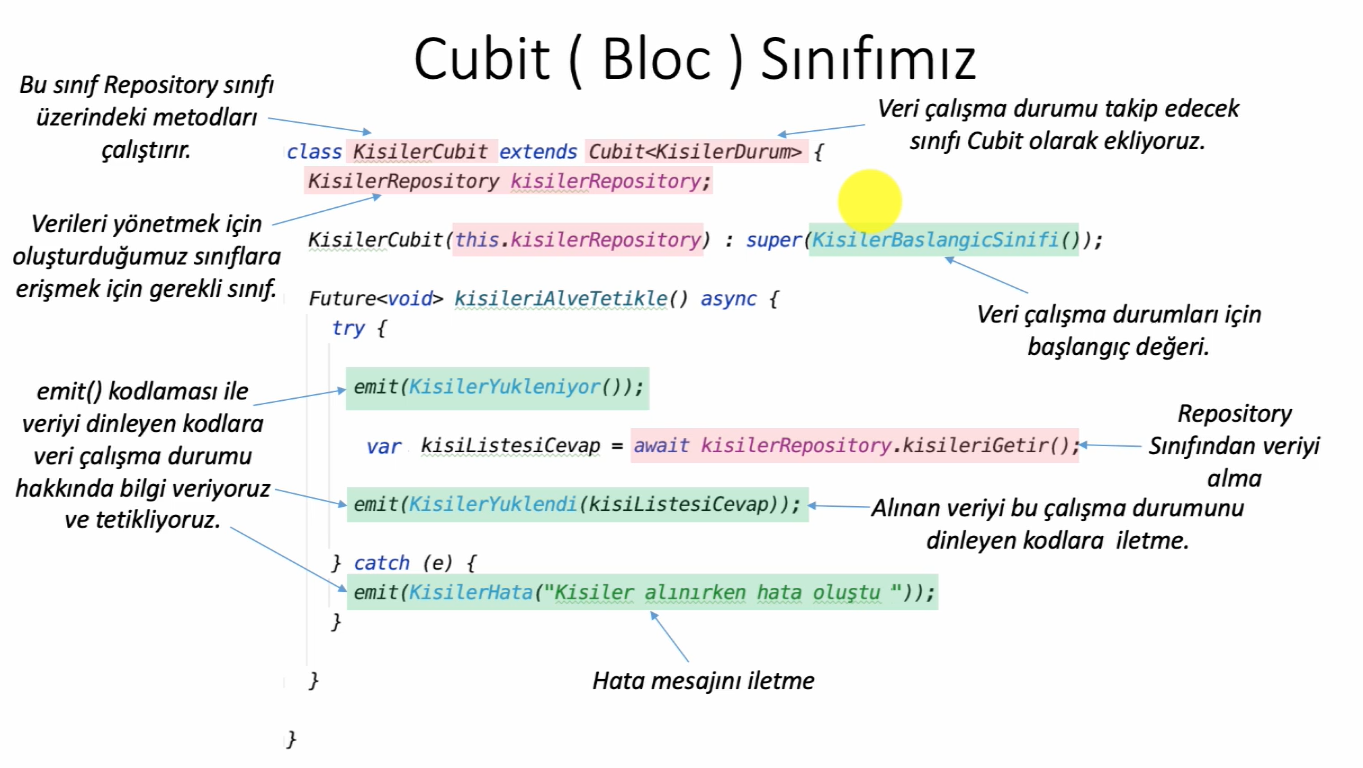 Cubit ( Bloc ) Sınıfımız
Bu sınıf Repository sınıfı
üzerindeki metodları
çalıştırır.
Veri çalışma durumu takip edecek
sınıfı Cubit olarak ekliyoruz.
class KisilerCubit extends Cubit<KisilerDurum> {
KisilerRepository kisilerRepository;
Verileri yönetmek için
oluşturduğumuz sınıflara
erişmek için gerekli sınıf.
KisilerCubit(this.kisilerRepository) : super(KisilerBaslangicSinifi());
Veri çalışma durumları için
başlangıç değeri.
Future<void> kisileriAlveTetikle() async {
try {
emit(KisilerYukleniyor());
emit() kodlaması ile
veriyi dinleyen kodlara
veri çalışma durumu
hakkında bilgi veriyoruz
ve tetikliyoruz.
var kisiListesiCevap = await kisilerRepository.kisileriGetir();
Repository
Sınıfından veriyi
alma
emit(KisilerYuklendi(kisiListesiCevap));
Alınan veriyi bu çalışma durumunu
dinleyen kodlara iletme.
} catch (e) {
emit(KisilerHata("Kisiler alınırken hata oluştu "));
}
Hata mesajını iletme
}
}